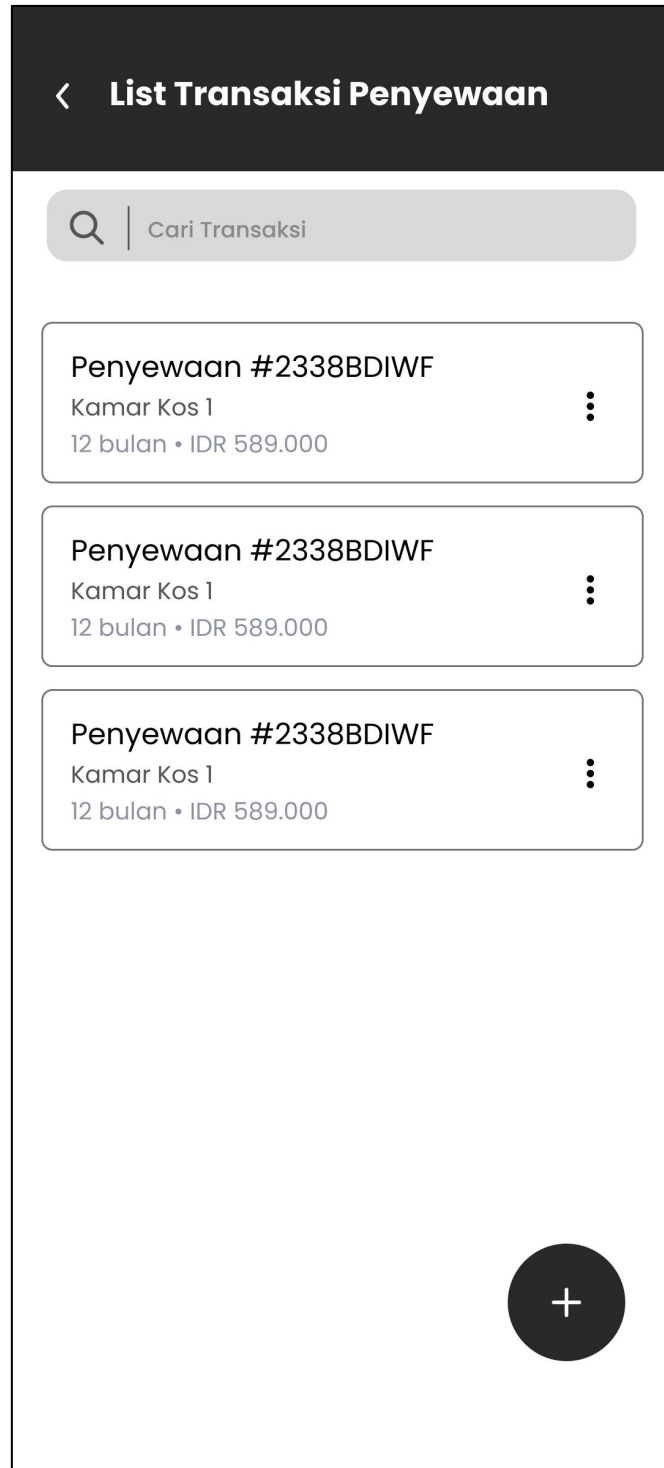 List Transaksi Penyewaan
Cari Transaksi
Penyewaan #2338BDIWF
Kamar Kos 1
12 bulan • IDR 589.000
Penyewaan #2338BDIWF
Kamar Kos 1
12 bulan • IDR 589.000
Penyewaan #2338BDIWF
Kamar Kos 1
12 bulan • IDR 589.000